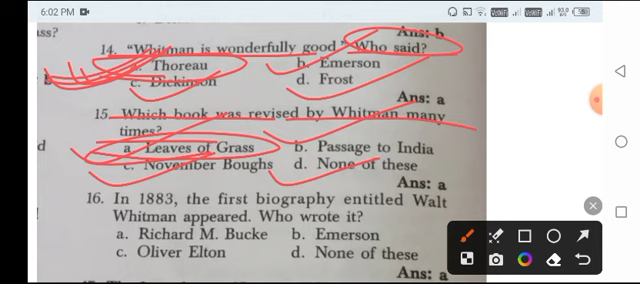 6:02 PM
ss?
Ans: b
14. “Whitman is wonderfully good” Who said?
a. Thoreau b. Emerson
c. Dickinson d. Frost
Ans: a
15. Which book was revised by Whitman many
times?
d
a. Leaves of Grass b. Passage to India
c. November Boughs d. None of these
Ans: a
16. In 1883, the first biography entitled Walt
Whitman appeared. Who wrote it?
a. Richard M. Bucke b. Emerson
c. Oliver Elton d. None of these
Ans: a